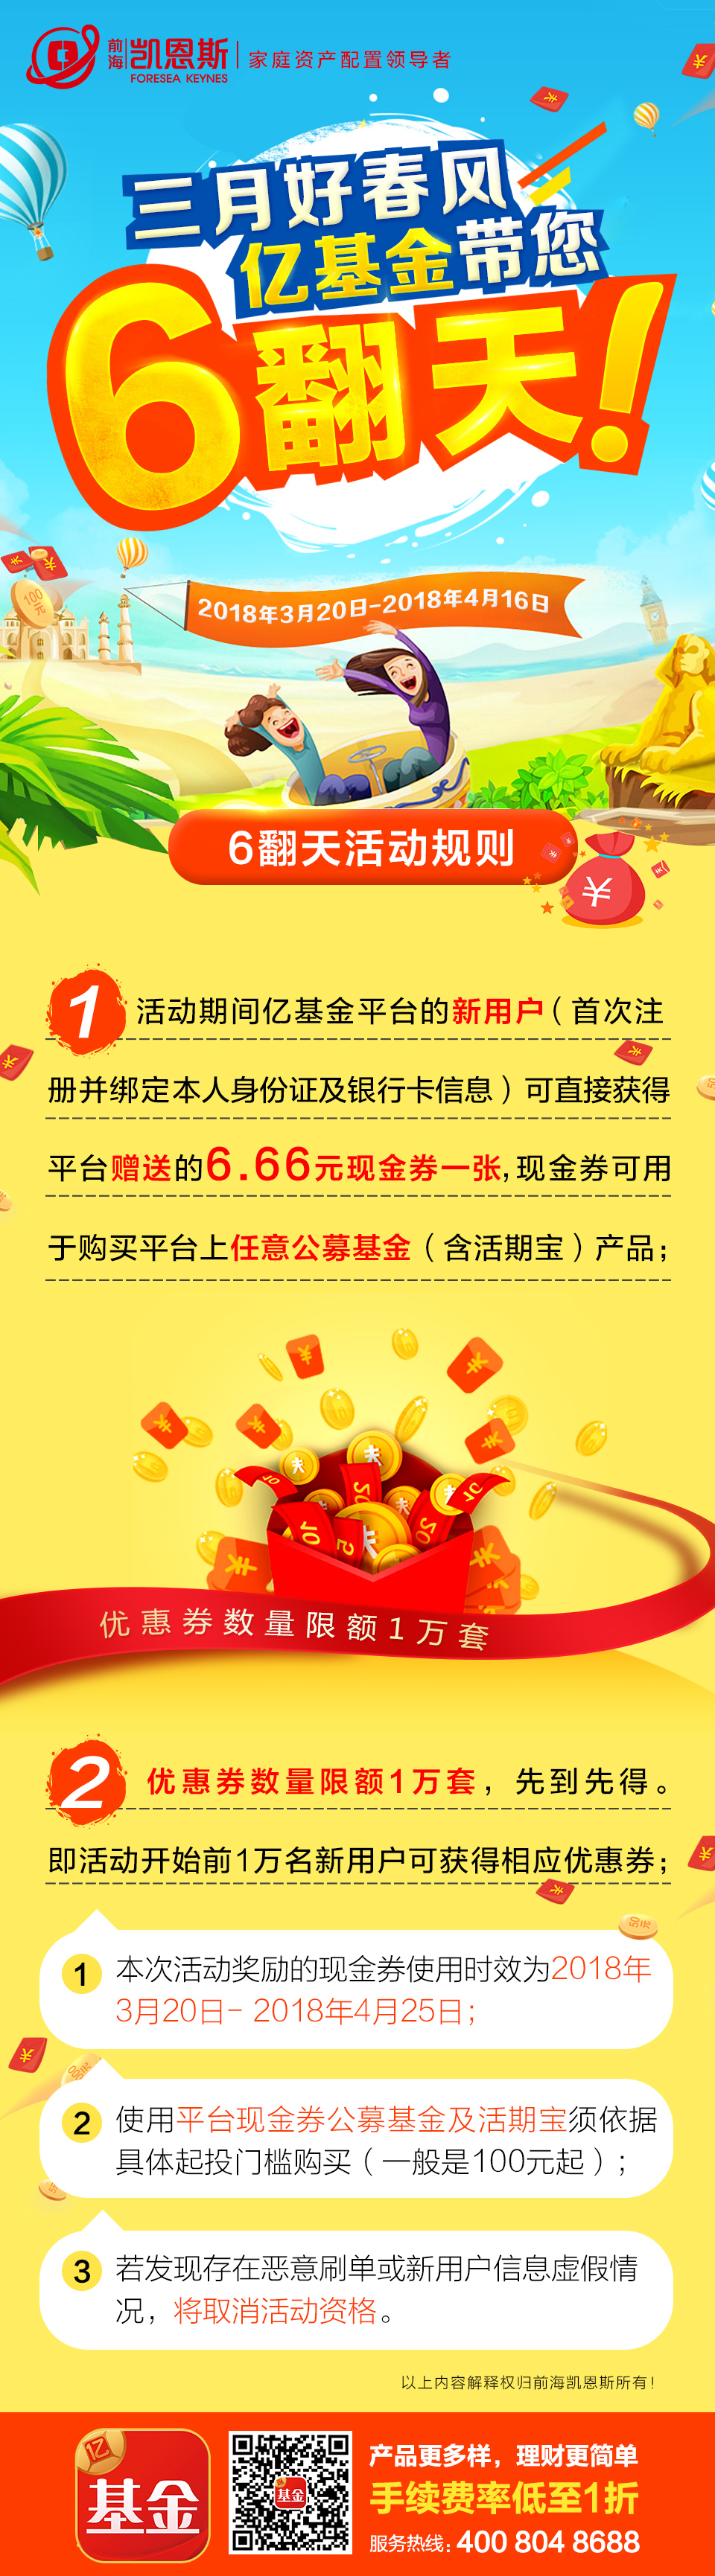 前海
凯恩斯
FORESEA KEYNES
家庭资产配置领导者
三月好春风
亿基金带您
6翻天!
100元
2018年3月20日-2018年4月16日
6翻天活动规则
1
活动期间亿基金平台的新用户（首次注
册并绑定本人身份证及银行卡信息）可直接获得
平台赠送的6.66元现金券一张,现金券可用
于购买平台上任意公募基金（含活期宝）产品；
10
20
10
10
5
20
优惠券数量限额1万套
2
优惠券数量限额1万套，先到先得。
即活动开始前1万名新用户可获得相应优惠券；
50元
1
本次活动奖励的现金券使用时效为2018年
3月20日- 2018年4月25日；
2
使用平台现金券公募基金及活期宝须依据
具体起投门槛购买（一般是100元起）；
3
若发现存在恶意刷单或新用户信息虚假情
况，将取消活动资格。
以上内容解释权归前海凯恩斯所有！
亿
基金
基金
产品更多样，理财更简单
手续费率低至1折
服务热线：400 804 8688